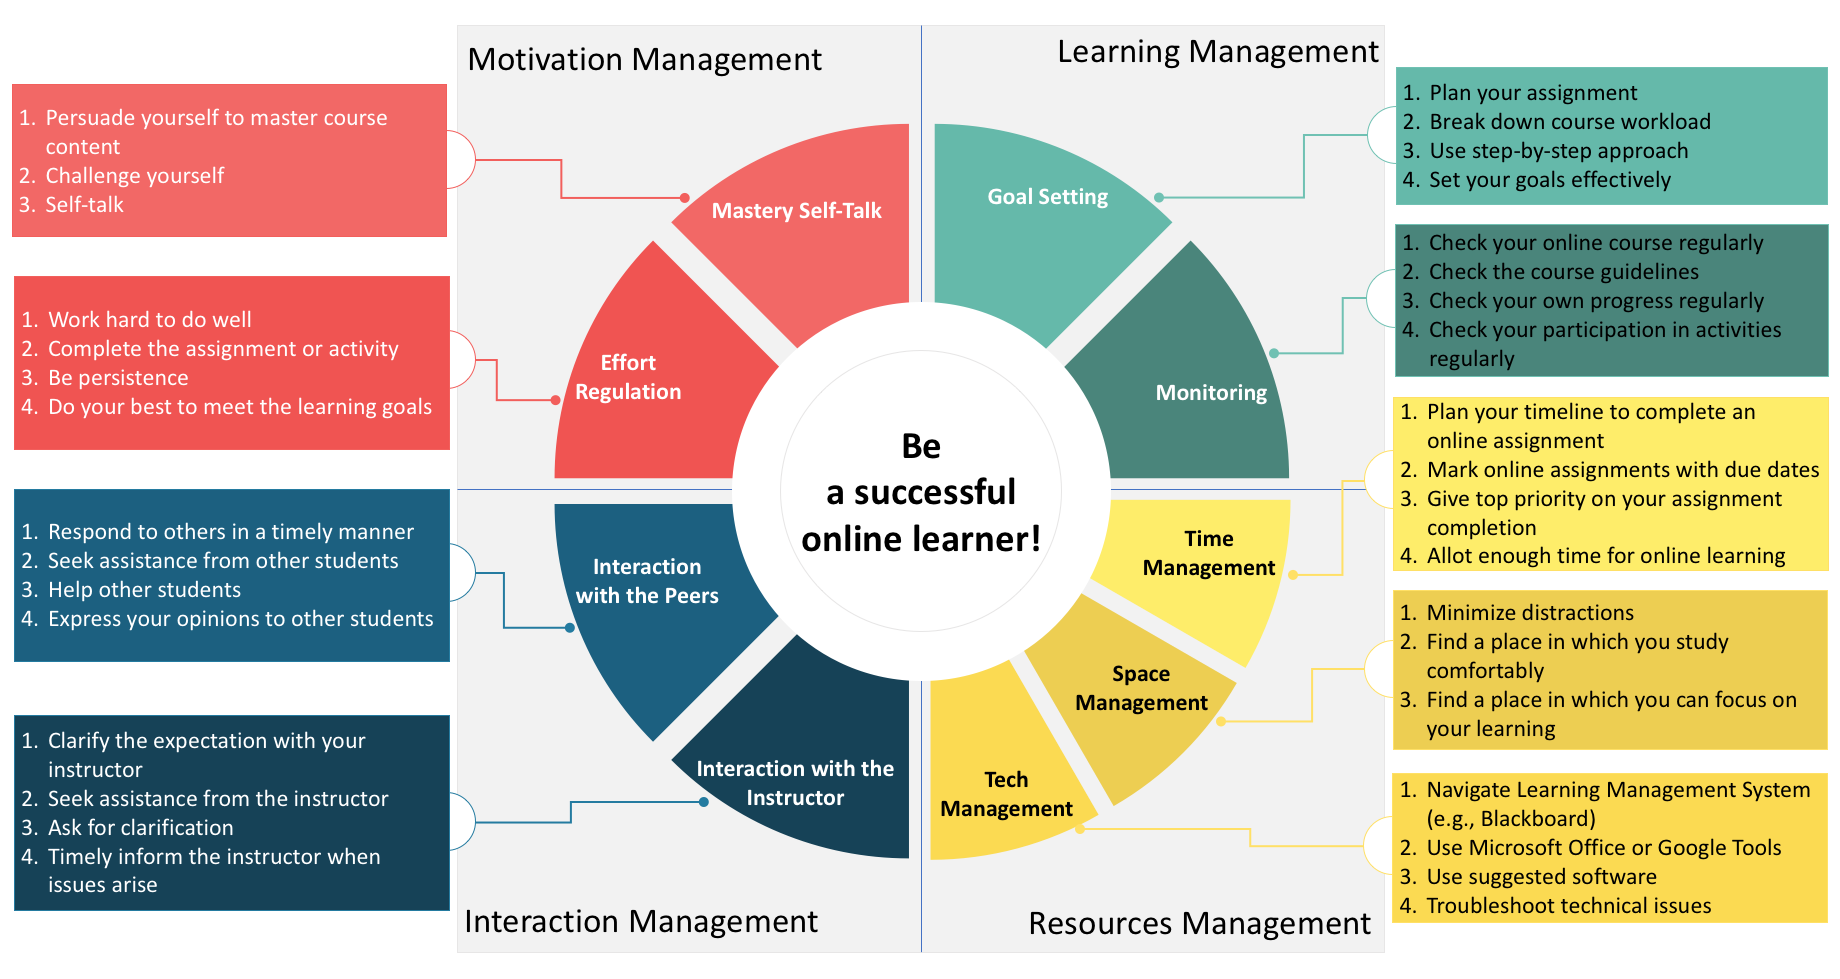 Motivation Management
Learning Management
1. Persuade yourself to master course
content
2. Challenge yourself
3. Self-talk
1. Work hard to do well
2. Complete the assignment or activity
3. Be persistence
4. Do your best to meet the learning goals
1. Respond to others in a timely manner
2. Seek assistance from other students
3. Help other students
4. Express your opinions to other students
1. Clarify the expectation with your
instructor
2. Seek assistance from the instructor
3. Ask for clarification
4. Timely inform the instructor when
issues arise
Mastery Self-Talk
Goal Setting
Effort
Regulation
Monitoring
Be
a successful
online learner!
Interaction
with the Peers
Time
Management
Space
Management
Interaction with the
Instructor
Tech
Management
1. Plan your assignment
2. Break down course workload
3. Use step-by-step approach
4. Set your goals effectively
1. Check your online course regularly
2. Check the course guidelines
3. Check your own progress regularly
4. Check your participation in activities
regularly
1. Plan your timeline to complete an
online assignment
2. Mark online assignments with due dates
3. Give top priority on your assignment
completion
4. Allot enough time for online learning
1. Minimize distractions
2. Find a place in which you study
comfortably
3. Find a place in which you can focus on
your learning
1. Navigate Learning Management System
(e.g., Blackboard)
2. Use Microsoft Office or Google Tools
3. Use suggested software
4. Troubleshoot technical issues
Interaction Management
Resources Management